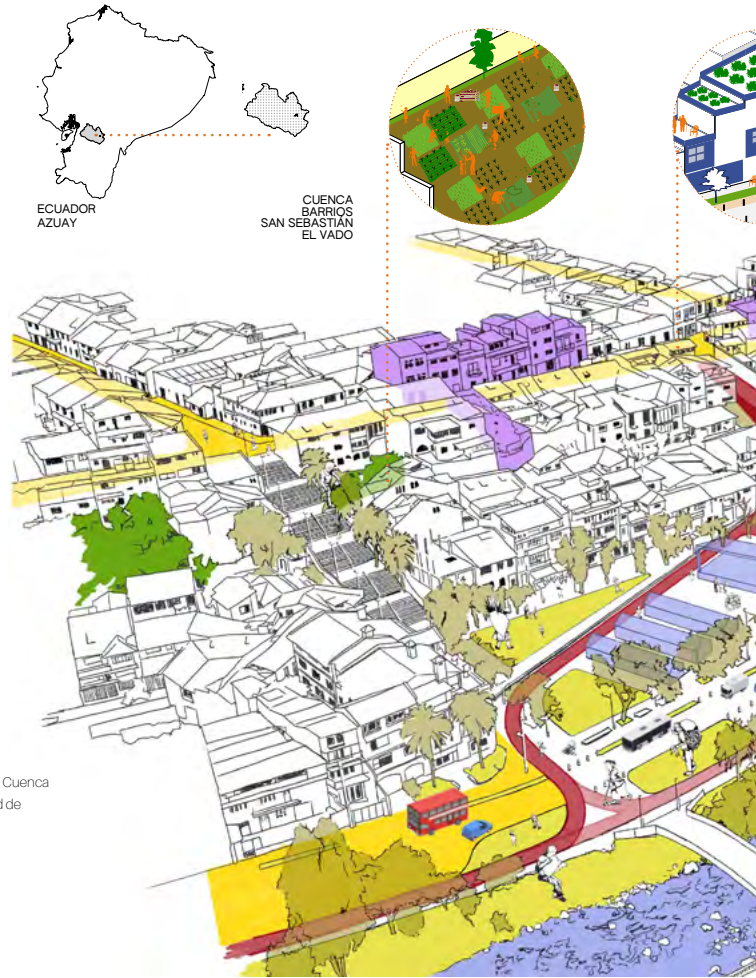 ECUADOR
AZUAY
CUENCA
BARRIOS
SAN SEBASTIÁN
EL VADO
Cuenca
d de